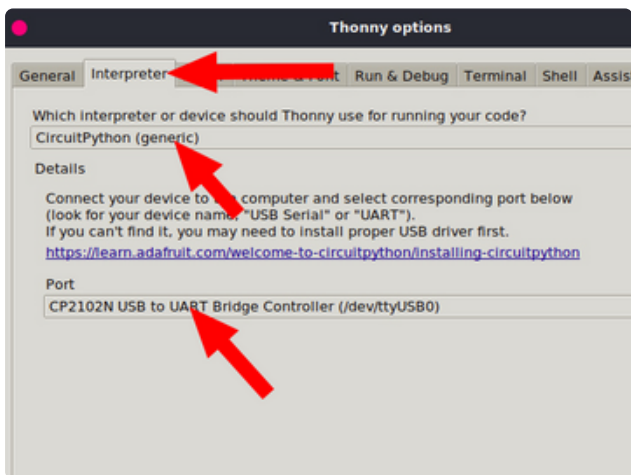 Thonny options
General Interpreter Font Run & Debug Terminal Shell Assis
Which interpreter or device should Thonny use for running your code?
CircuitPython (generic)
Details
Connect your device to the computer and select corresponding port below
(look for your device name, "USB Serial" or "UART").
If you can't find it, you may need to install proper USB driver first.
https://learn.adafruit.com/welcome-to-circuitpython/installing-circuitpython
Port
CP2102N USB to UART Bridge Controller (/dev/ttyUSB0)